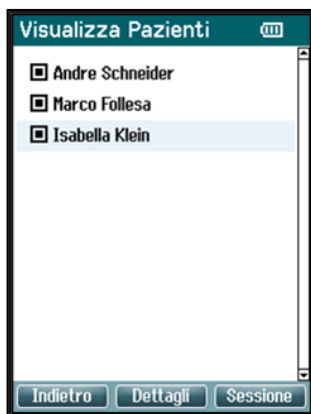 Visualizza Pazienti
Andre Schneider
Marco Follesa
Isabella Klein
Indietro Dettagli Sessione